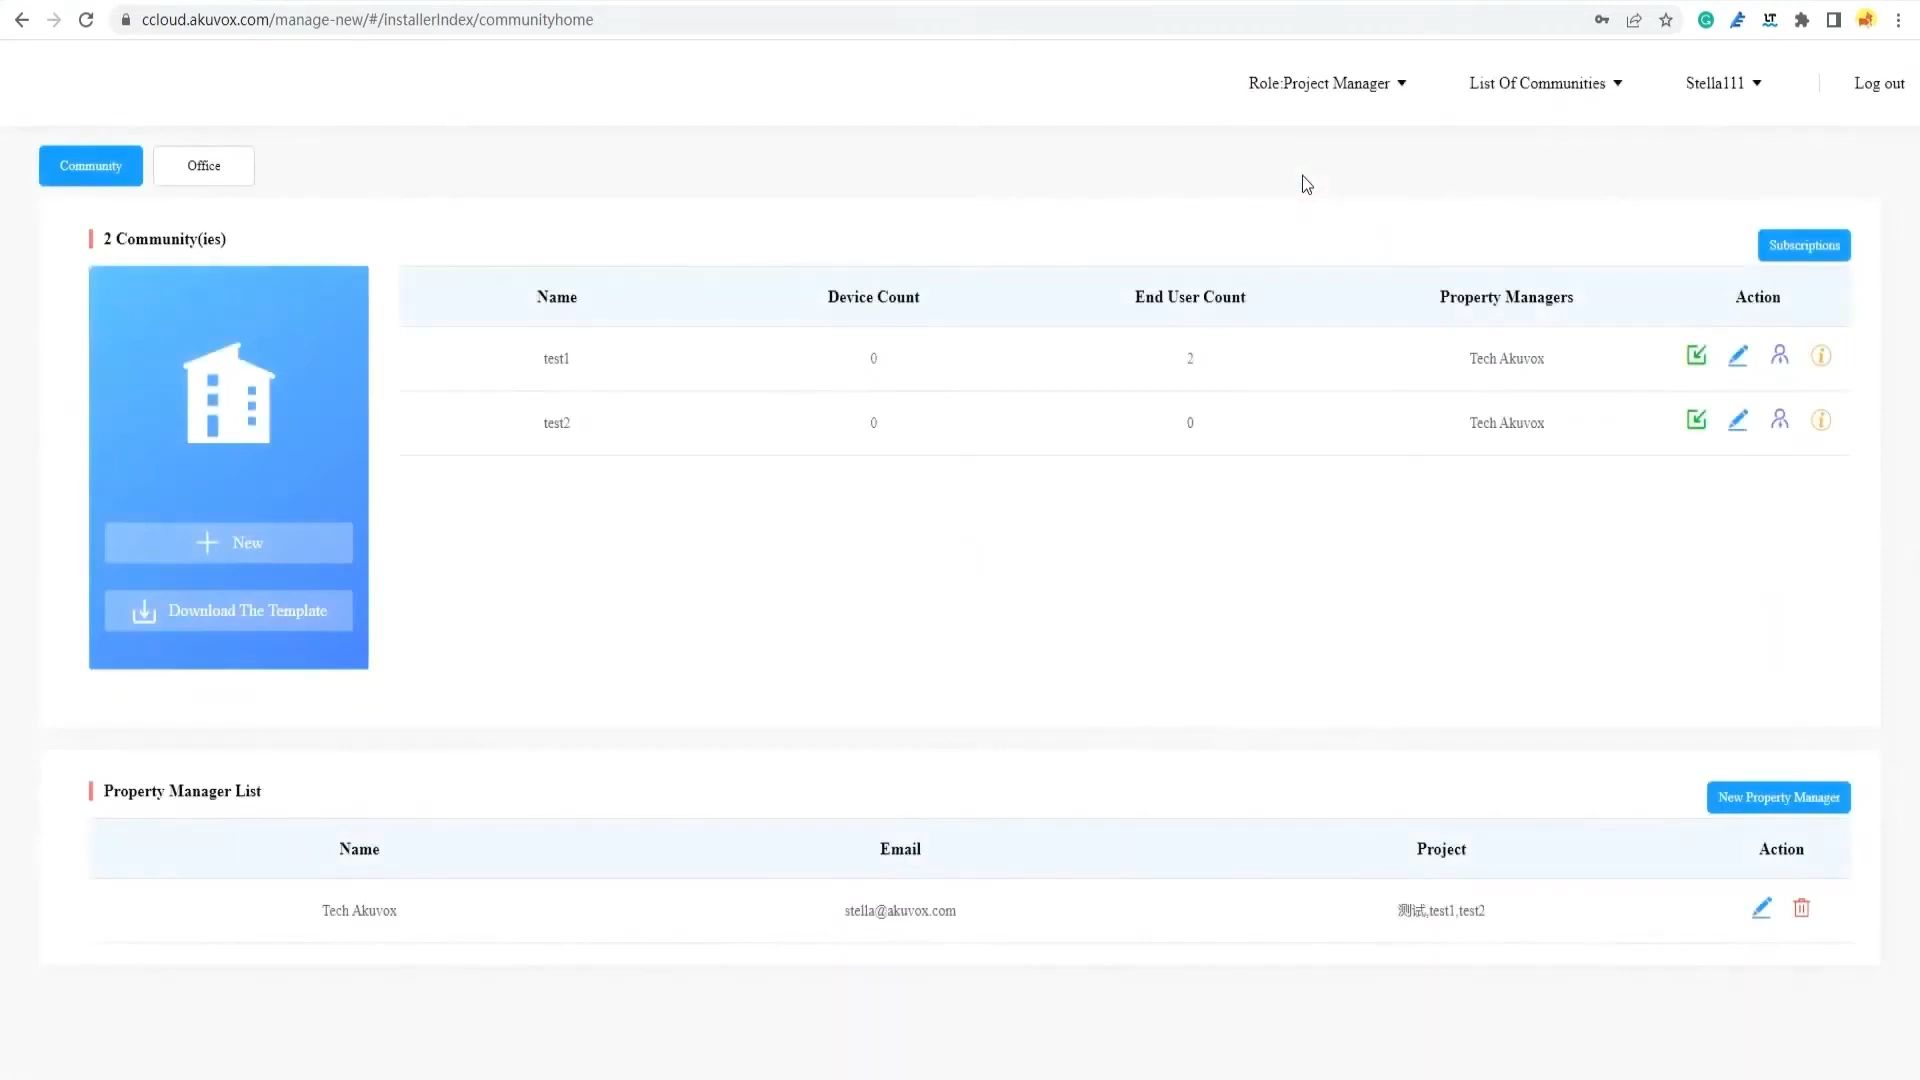 ccloud.akuvox.com/manage-new/#/installerIndex/communityhome
Role:Project Manager
List Of Communities
Stella111
Log out
Community
Office
2 Community(ies)
Subscriptions
New
Download The Template
Name Device Count End User Count Property Managers Action
test1 0 2 Tech Akuvox
test2 0 0 Tech Akuvox
Property Manager List
New Property Manager
Name Email Project Action
Tech Akuvox stella@akuvox.com 测试,test1,test2